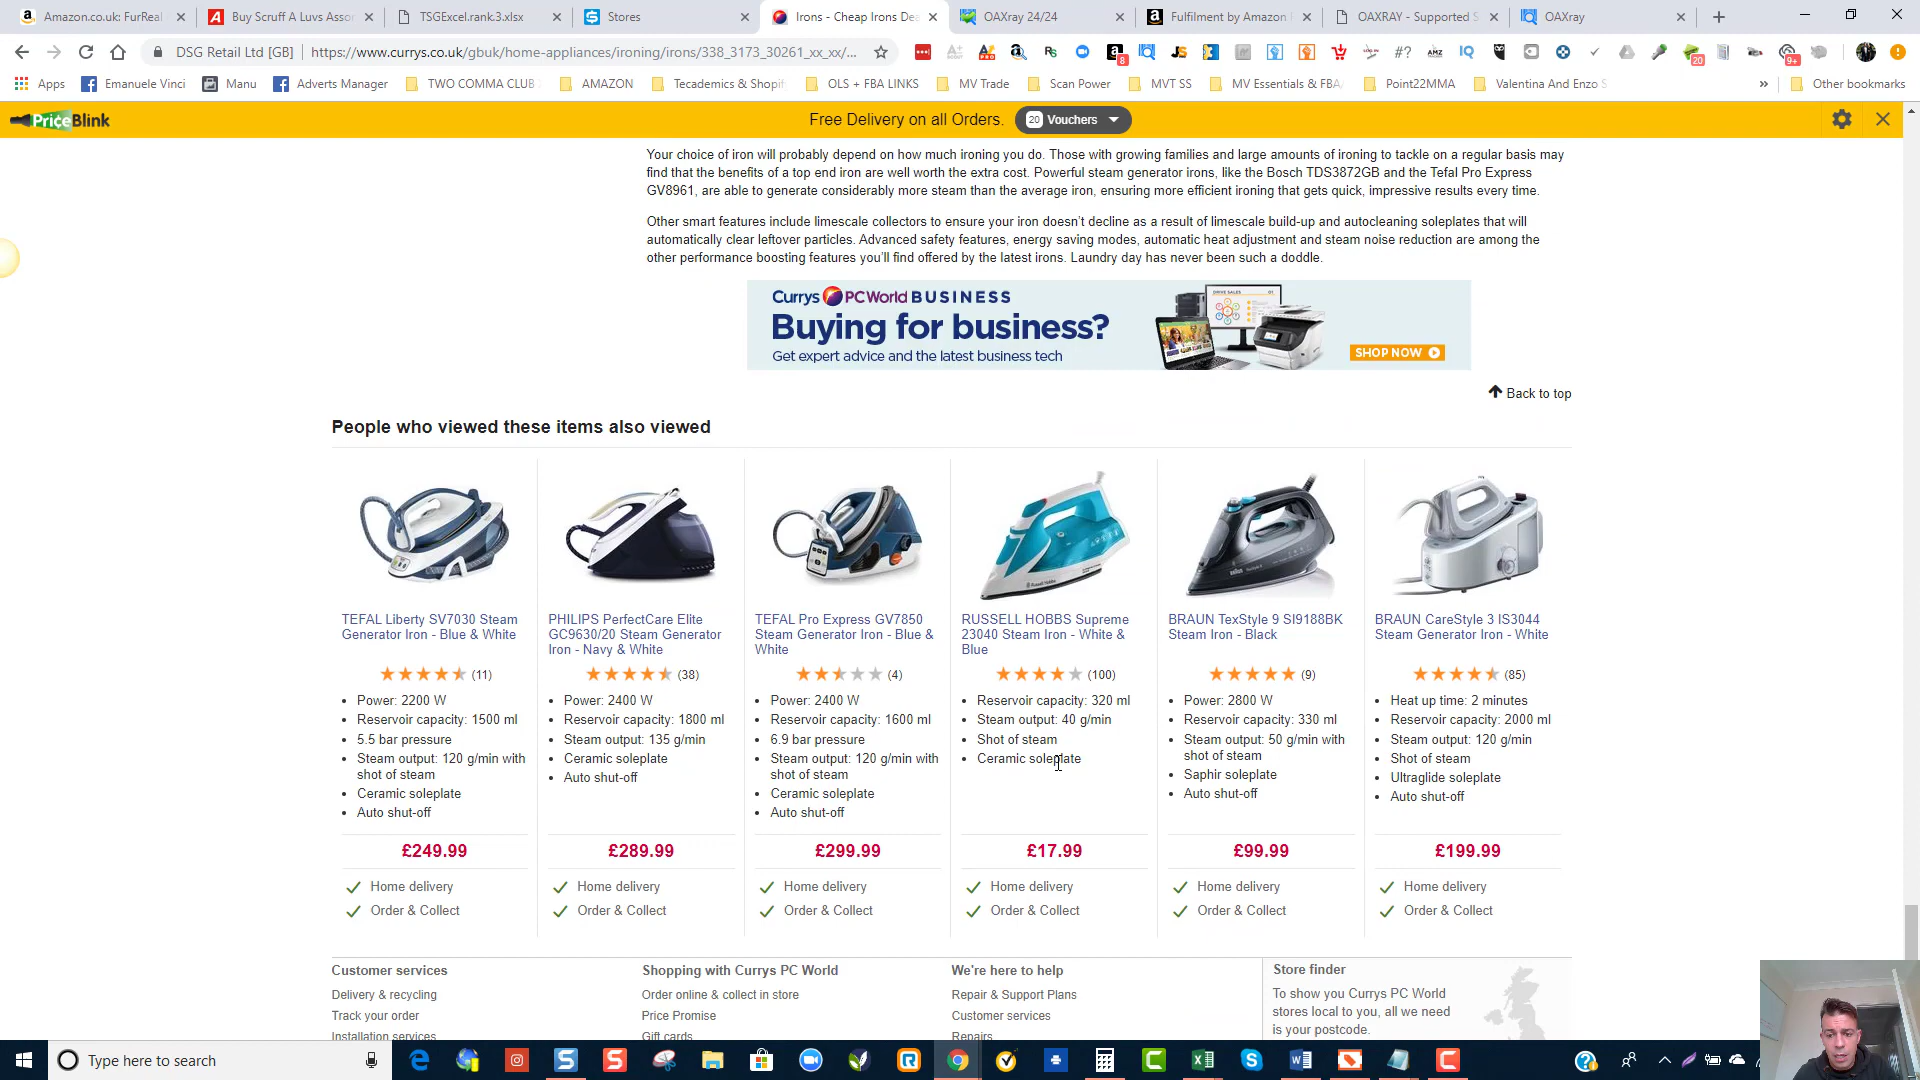 Amazon.co.uk: FurReal
Buy Scruff A Luvs Assor
TSGExcel.rank.3.xlsx
Stores
Irons - Cheap Irons Dea
OAXray 24/24
Fulfilment by Amazon
OAXRAY - Supported S
OAXray
DSG Retail Ltd [GB]
https://www.currys.co.uk/gbuk/home-appliances/ironing/irons/338_3173_30261_xx_xx/...
Apps
Emanuele Vinci
Manu
Adverts Manager
TWO COMMA CLUB
AMAZON
Tecademics & Shopif
OLS + FBA LINKS
MV Trade
Scan Power
MVT SS
MV Essentials & FBA
Point22MMA
Valentina And Enzo S
Other bookmarks
PriceBlink
Free Delivery on all Orders.
20 Vouchers
Your choice of iron will probably depend on how much ironing you do. Those with growing families and large amounts of ironing to tackle on a regular basis may
find that the benefits of a top end iron are well worth the extra cost. Powerful steam generator irons, like the Bosch TDS3872GB and the Tefal Pro Express
GV8961, are able to generate considerably more steam than the average iron, ensuring more efficient ironing that gets quick, impressive results every time.
Other smart features include limescale collectors to ensure your iron doesn't decline as a result of limescale build-up and autocleaning soleplates that will
automatically clear leftover particles. Advanced safety features, energy saving modes, automatic heat adjustment and steam noise reduction are among the
other performance boosting features you'll find offered by the latest irons. Laundry day has never been such a doddle.
Currys PC World BUSINESS
Buying for business?
Get expert advice and the latest business tech
SHOP NOW
Back to top
People who viewed these items also viewed
TEFAL Liberty SV7030 Steam
Generator Iron - Blue & White
(11)
Power: 2200 W
Reservoir capacity: 1500 ml
5.5 bar pressure
Steam output: 120 g/min with
shot of steam
Ceramic soleplate
Auto shut-off
£249.99
Home delivery
Order & Collect
PHILIPS PerfectCare Elite
GC9630/20 Steam Generator
Iron - Navy & White
(38)
Power: 2400 W
Reservoir capacity: 1800 ml
Steam output: 135 g/min
Ceramic soleplate
Auto shut-off
£289.99
Home delivery
Order & Collect
TEFAL Pro Express GV7850
Steam Generator Iron - Blue &
White
(4)
Power: 2400 W
Reservoir capacity: 1600 ml
6.9 bar pressure
Steam output: 120 g/min with
shot of steam
Ceramic soleplate
Auto shut-off
£299.99
Home delivery
Order & Collect
RUSSELL HOBBS Supreme
23040 Steam Iron - White &
Blue
(100)
Reservoir capacity: 320 ml
Steam output: 40 g/min
Shot of steam
Ceramic soleplate
£17.99
Home delivery
Order & Collect
BRAUN TexStyle 9 SI9188BK
Steam Iron - Black
(9)
Power: 2800 W
Reservoir capacity: 330 ml
Steam output: 50 g/min with
shot of steam
Saphir soleplate
Auto shut-off
£99.99
Home delivery
Order & Collect
BRAUN CareStyle 3 IS3044
Steam Generator Iron - White
(85)
Heat up time: 2 minutes
Reservoir capacity: 2000 ml
Steam output: 120 g/min
Shot of steam
Ultraglide soleplate
Auto shut-off
£199.99
Home delivery
Order & Collect
Customer services
Delivery & recycling
Track your order
Installation services
Shopping with Currys PC World
Order online & collect in store
Price Promise
Gift cards
We're here to help
Repair & Support Plans
Customer services
Repairs
Store finder
To show you Currys PC World
stores local to you, all we need
is your postcode.
Type here to search